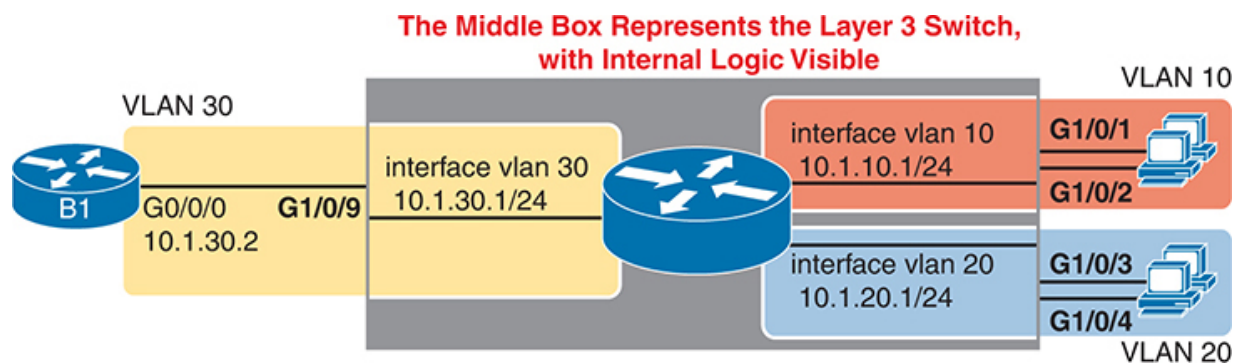 The Middle Box Represents the Layer 3 Switch,
with Internal Logic Visible
VLAN 30
B1
G0/0/0
10.1.30.2
G1/0/9
interface vlan 30
10.1.30.1/24
VLAN 10
interface vlan 10
10.1.10.1/24
G1/0/1
G1/0/2
interface vlan 20
10.1.20.1/24
G1/0/3
G1/0/4
VLAN 20